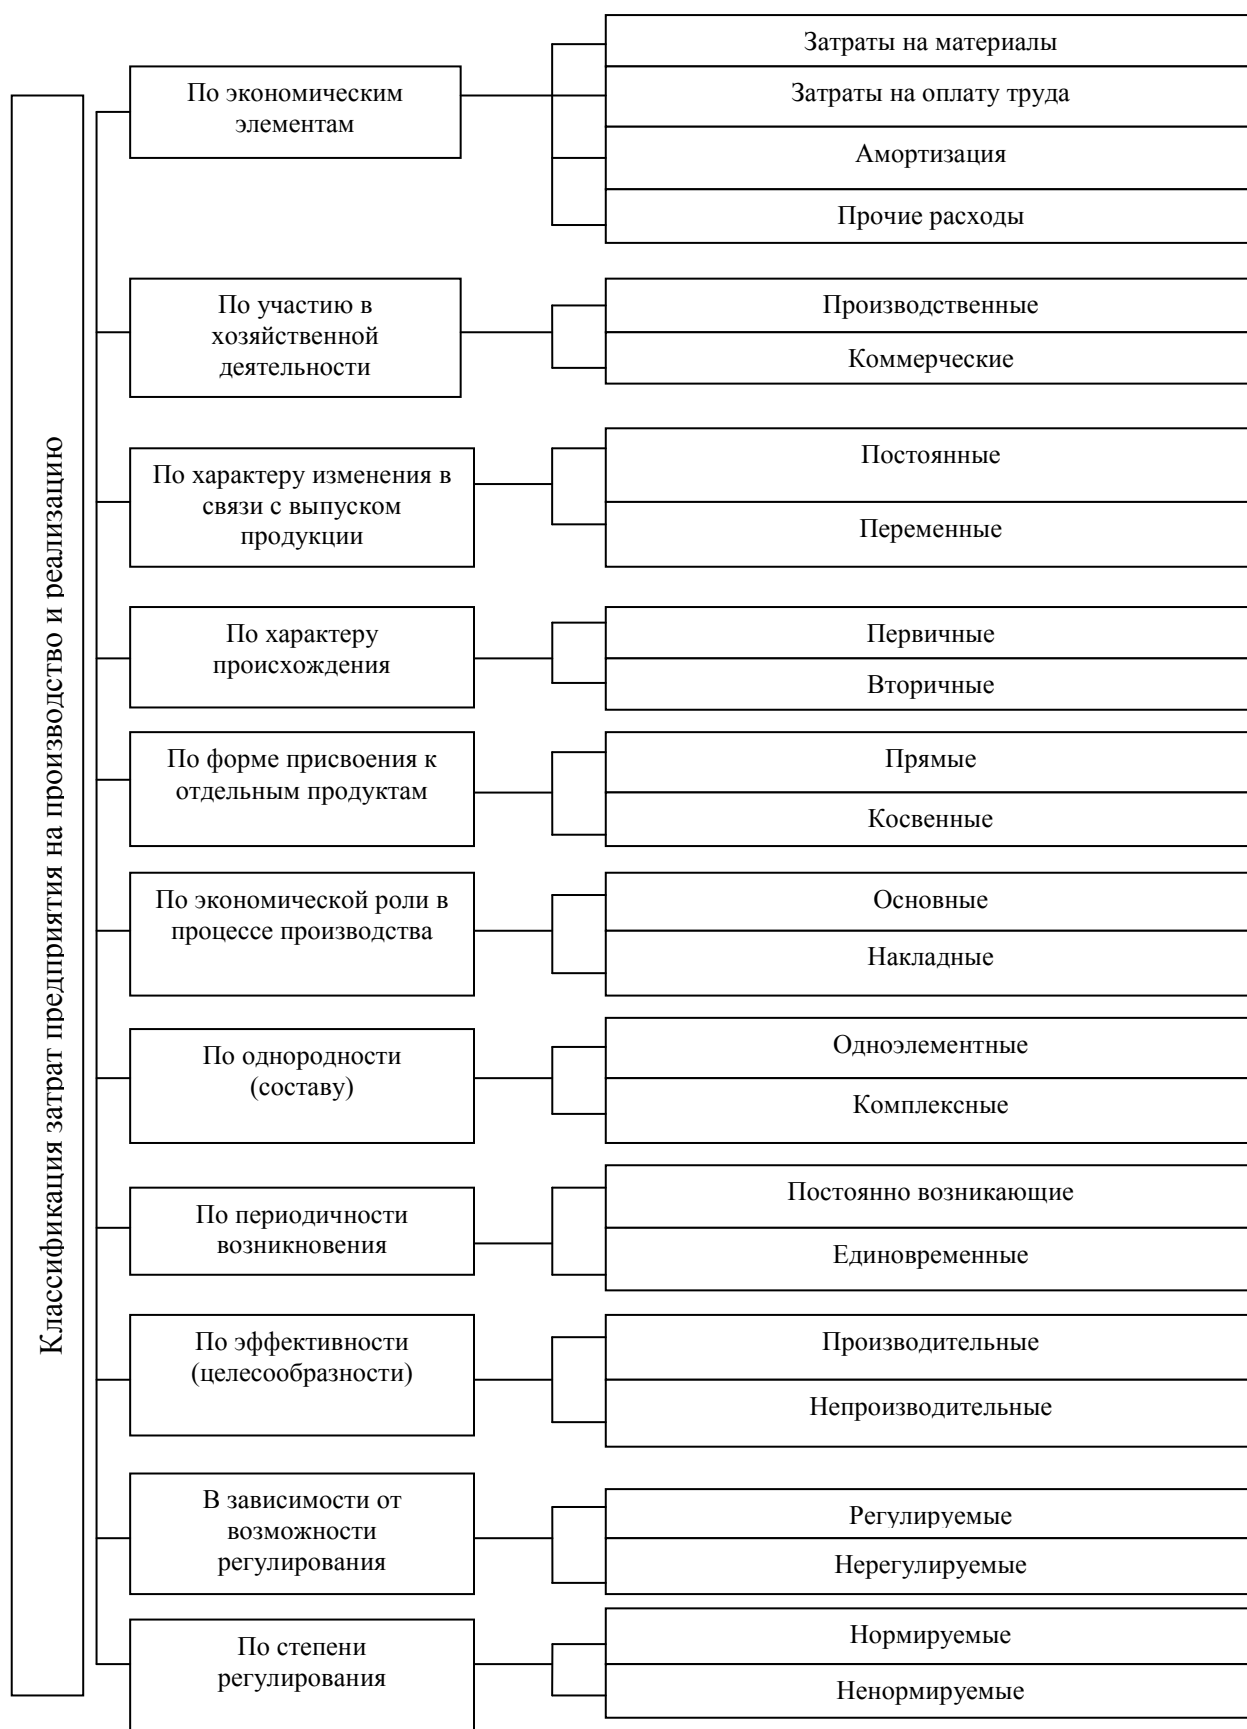 Классификация затрат предприятия на производство и реализацию
По экономическим
элементам
Затраты на материалы
Затраты на оплату труда
Амортизация
Прочие расходы
По участию в
хозяйственной
деятельности
Производственные
Коммерческие
По характеру изменения в
связи с выпуском
продукции
Постоянные
Переменные
По характеру
происхождения
Первичные
Вторичные
По форме присвоения к
отдельным продуктам
Прямые
Косвенные
По экономической роли в
процессе производства
Основные
Накладные
По однородности
(составу)
Одноэлементные
Комплексные
По периодичности
возникновения
Постоянно возникающие
Единовременные
По эффективности
(целесообразности)
Производительные
Непроизводительные
В зависимости от
возможности
регулирования
Регулируемые
Нерегулируемые
По степени
регулирования
Нормируемые
Ненормируемые